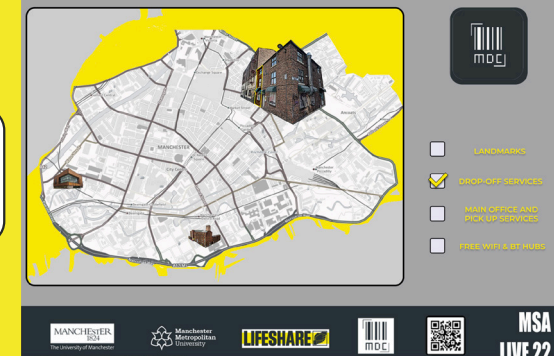 MDC
MANCHESTER
LANDMARKS
DROP-OFF SERVICES
MAIN OFFICE AND
PICK UP SERVICES
FREE WIFI & BT HUBS
MANCHESTER
1824
The University of Manchester
Manchester
Metropolitan
University
LIFESHARE
MDC
MSA
LIVE 22